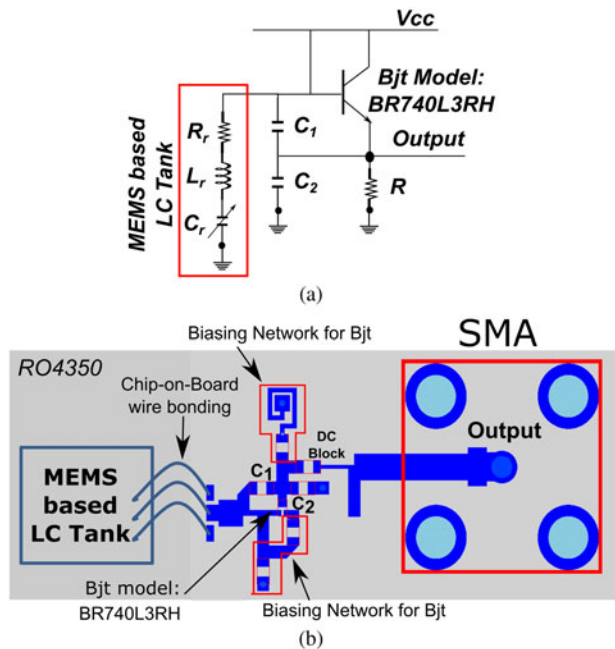 Vcc
Bjt Model:
BR740L3RH
MEMS based
LC Tank
Rr
Lr
Cr
C1
C2
Output
R
(a)
Biasing Network for Bjt
SMA
RO4350
Chip-on-Board
wire bonding
DC
Block
Output
MEMS
based
LC Tank
C1
C2
Bjt model:
BR740L3RH
Biasing Network for Bjt
(b)